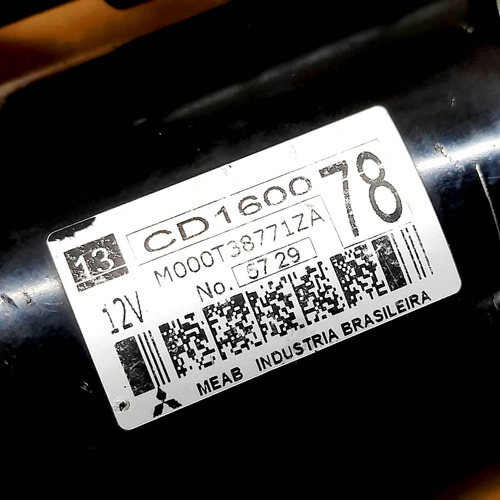 13 CD1600 78
M000T38771ZA
12V No. 5729
MEAB INDUSTRIA BRASILEIRA